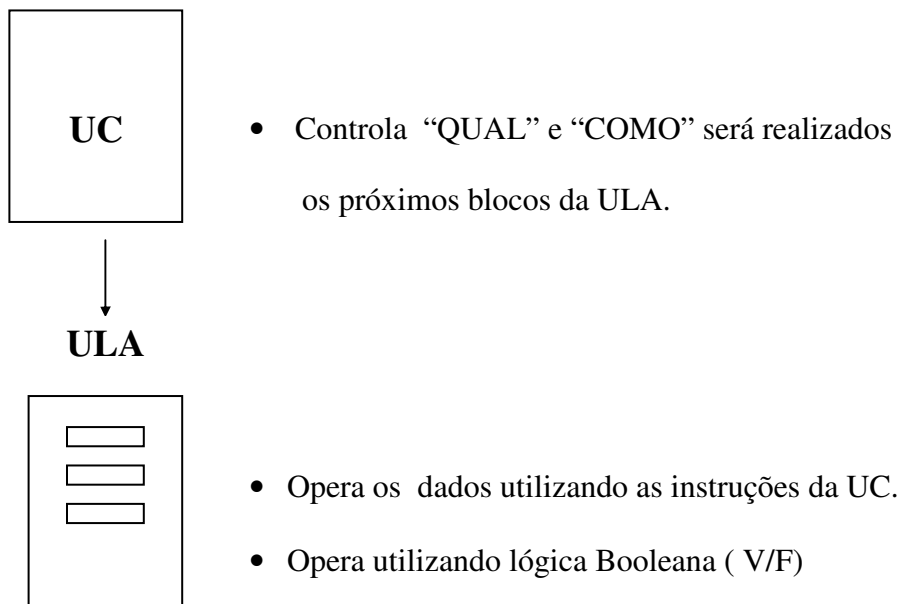 UC
• Controla “QUAL” e “COMO” será realizados
os próximos blocos da ULA.
ULA
• Opera os dados utilizando as instruções da UC.
• Opera utilizando lógica Booleana ( V/F)